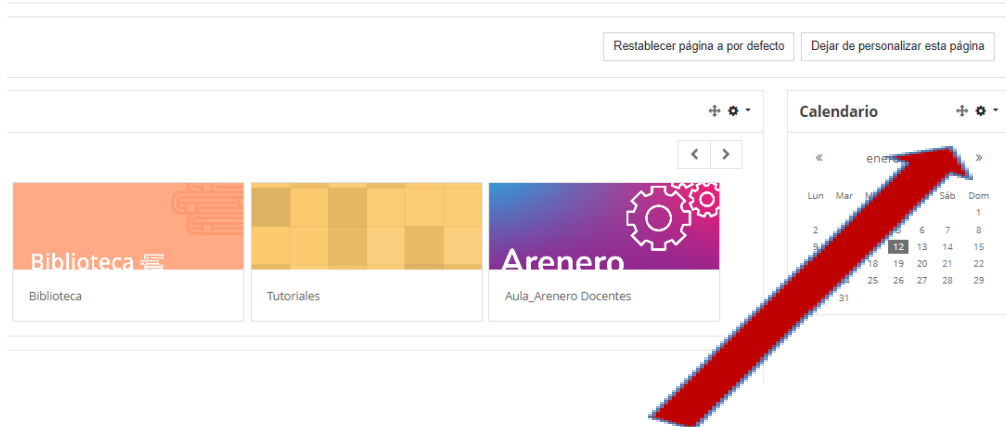 Restablecer página a por defecto
Dejar de personalizar esta página
Calendario
Biblioteca
Arenero
Biblioteca
Tutoriales
Aula_Arenero Docentes
Lun Mar Sáb Dom
1
2 6 7 8
12 13 14 15
18 19 20 21 22
25 26 27 28 29
31